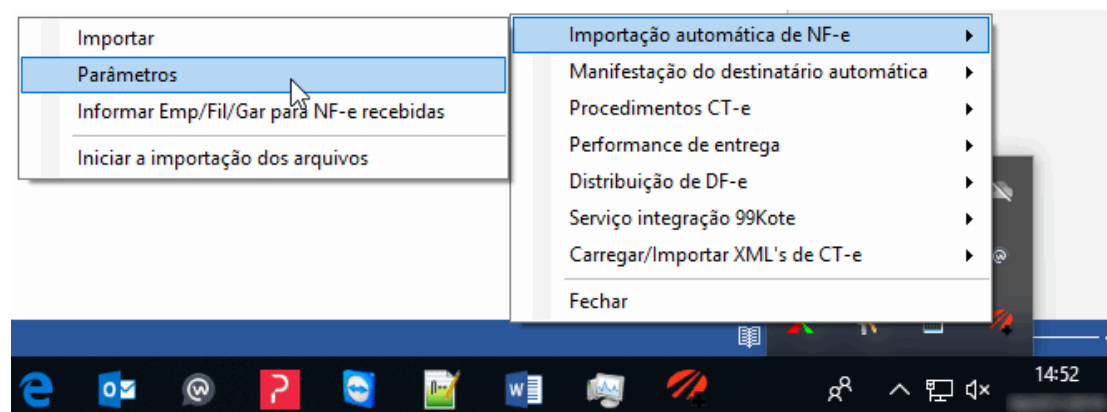 Importar
Parâmetros
Informar Emp/Fil/Gar para NF-e recebidas
Iniciar a importação dos arquivos
Importação automática de NF-e
Manifestação do destinatário automática
Procedimentos CT-e
Performance de entrega
Distribuição de DF-e
Serviço integração 99Kote
Carregar/Importar XML's de CT-e
Fechar
14:52